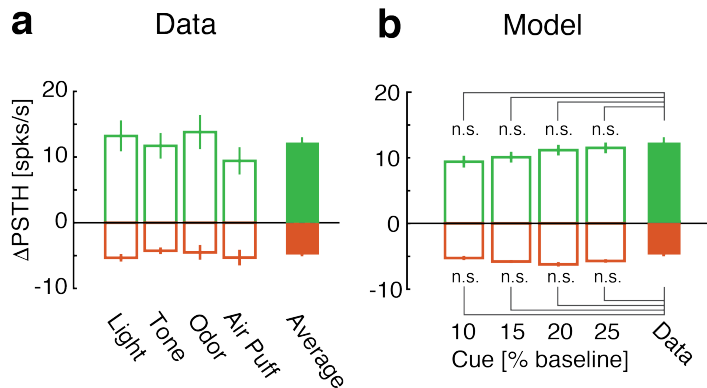 a
Data
ΔPSTH [spks/s]
20
10
0
-10
Light
Tone
Odor
Air Puff
Average
b
Model
20
10
0
-10
n.s. n.s. n.s. n.s.
n.s. n.s. n.s. n.s.
10 15 20 25 Data
Cue [% baseline]